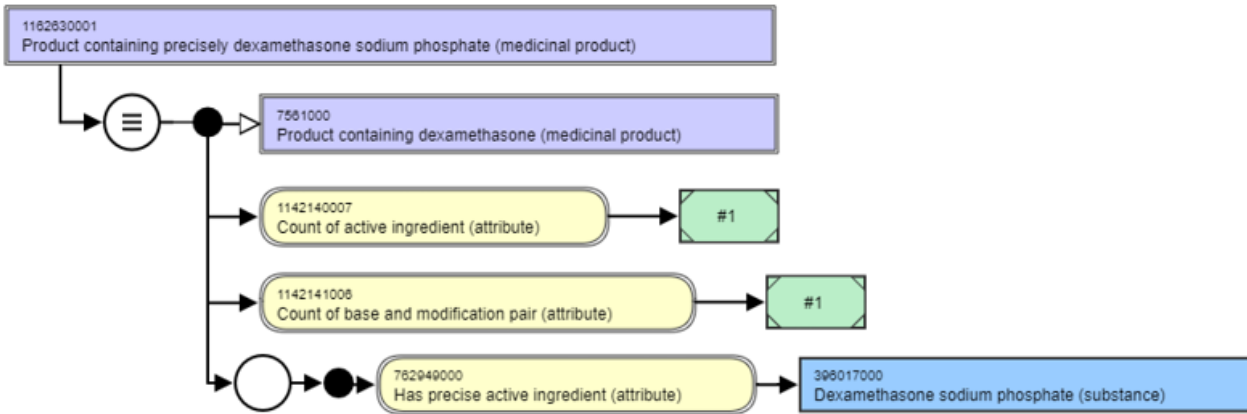 1162630001
Product containing precisely dexamethasone sodium phosphate (medicinal product)
7561000
Product containing dexamethasone (medicinal product)
1142140007
Count of active ingredient (attribute)
#1
1142141006
Count of base and modification pair (attribute)
#1
762949000
Has precise active ingredient (attribute)
396017000
Dexamethasone sodium phosphate (substance)